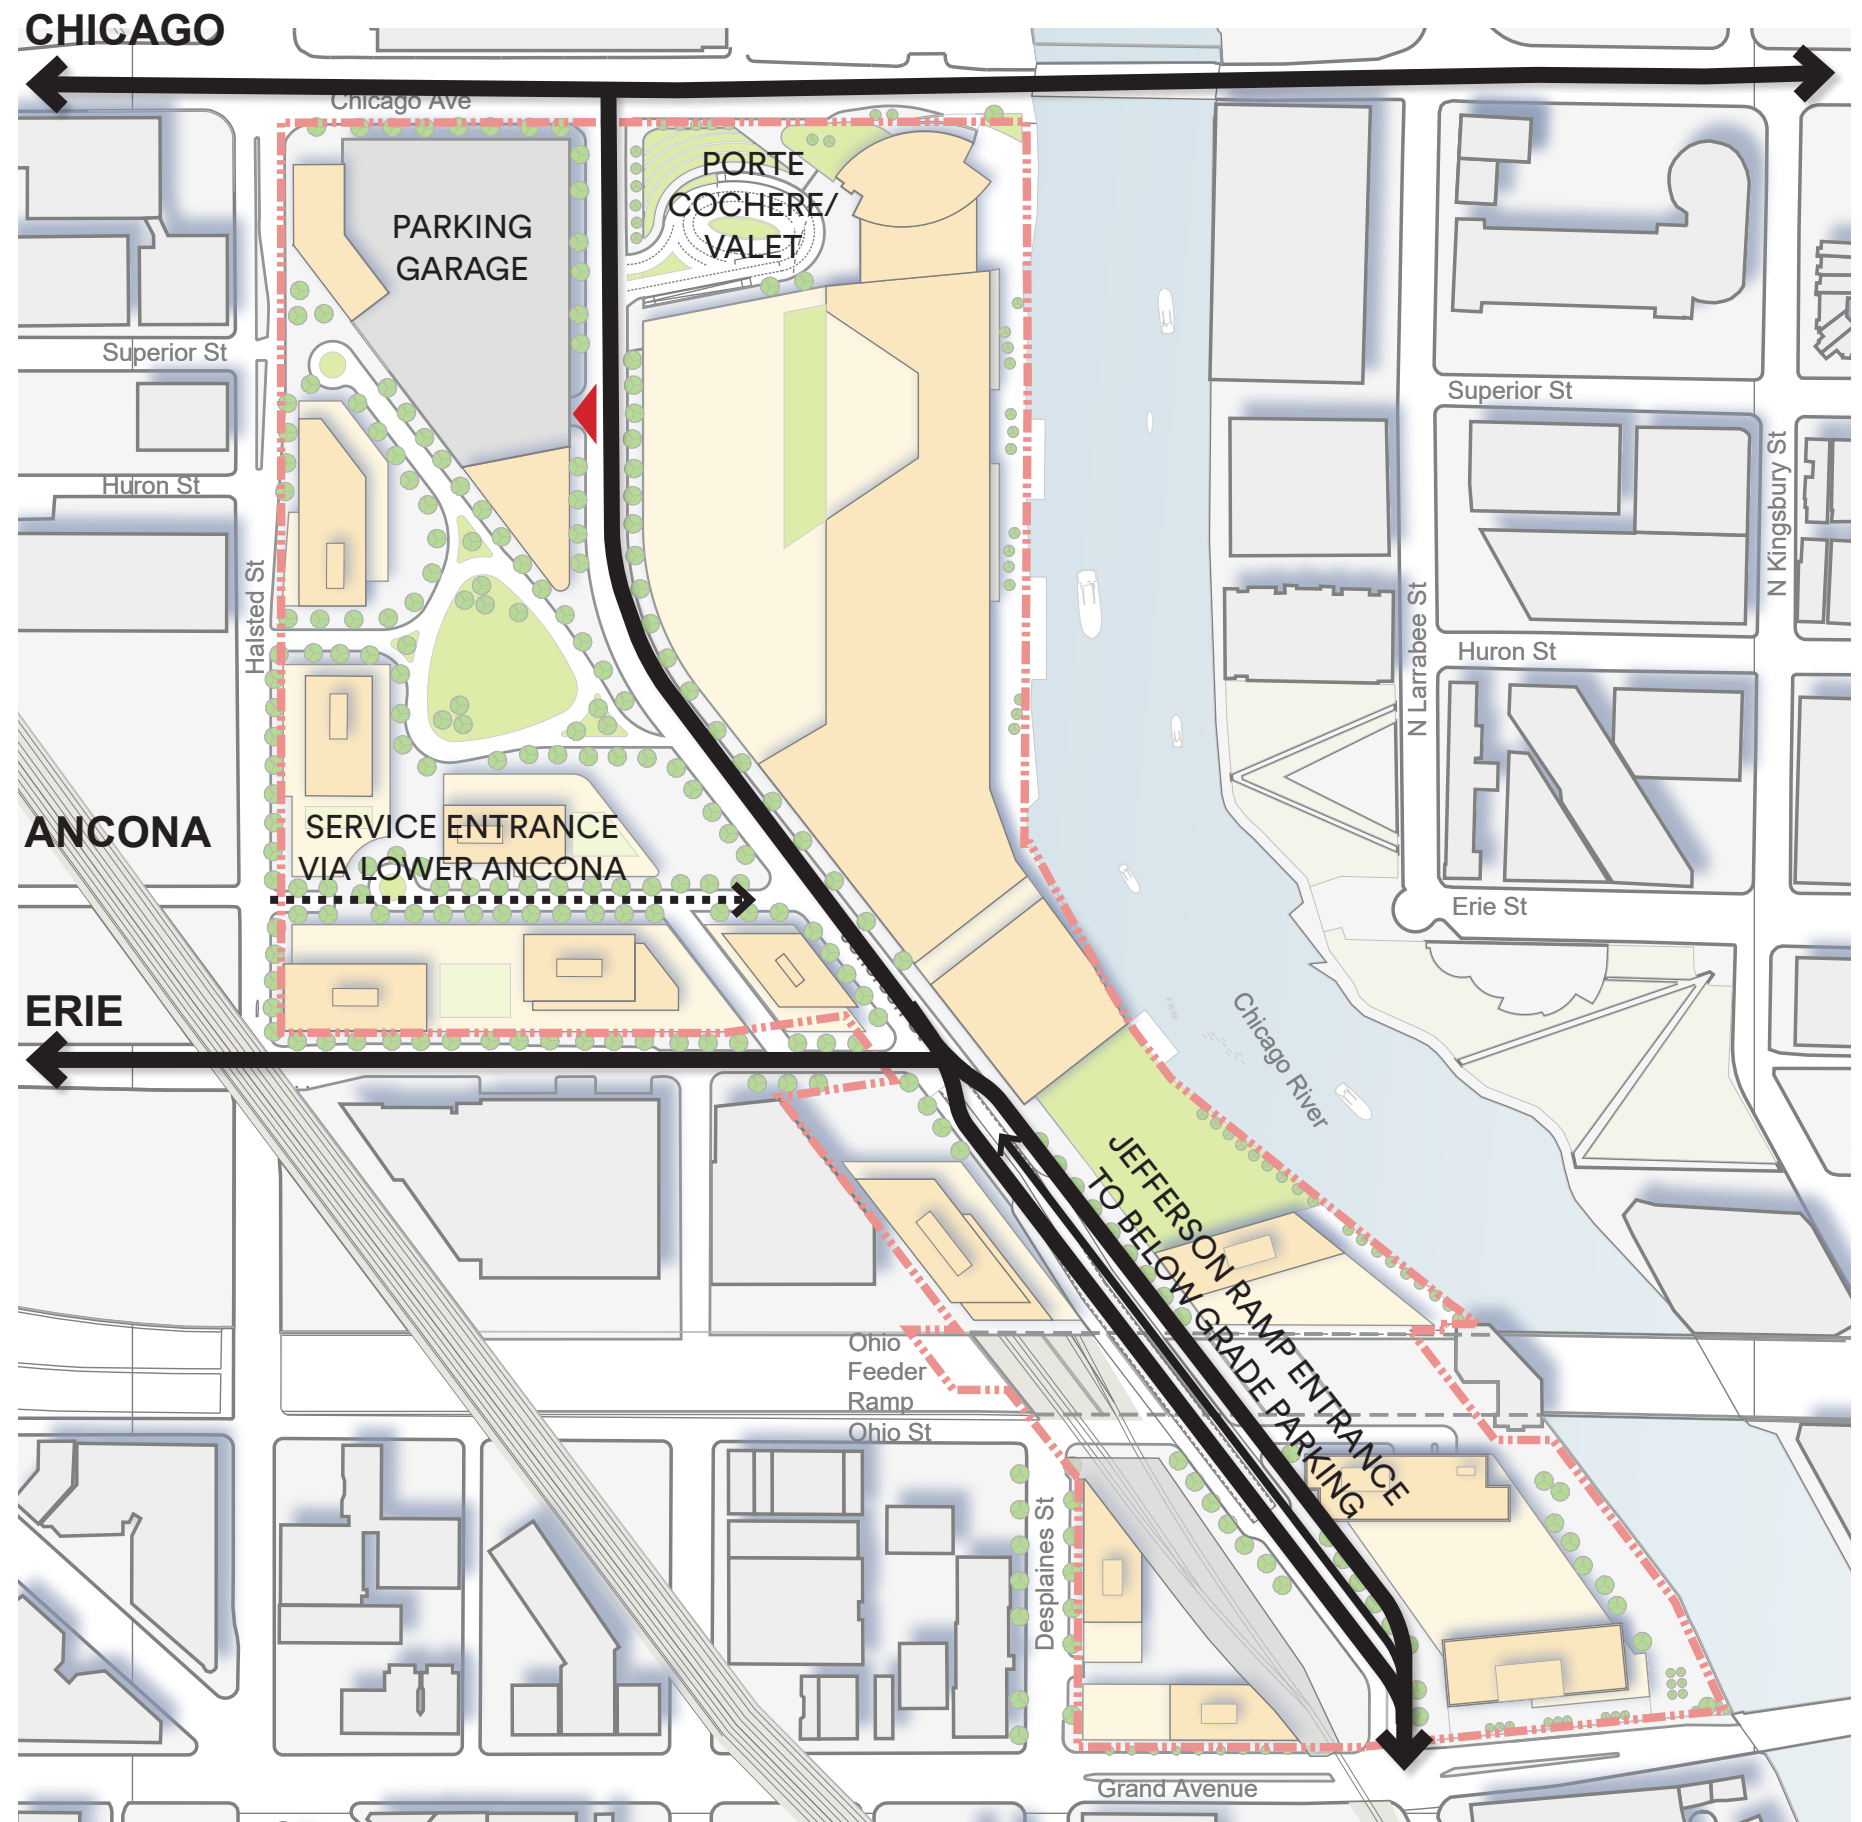 CHICAGO
Chicago Ave
PORTE
COCHERE/
VALET
PARKING
GARAGE
Superior St
Superior St
Huron St
N Kingsbury St
Halsted St
N Larrabee St
Huron St
ANCONA
SERVICE ENTRANCE
VIA LOWER ANCONA
Erie St
ERIE
Chicago River
JEFFERSON RAMP ENTRANCE
TO BELOW GRADE PARKING
Ohio
Feeder
Ramp
Ohio St
Desplaines St
Grand Avenue